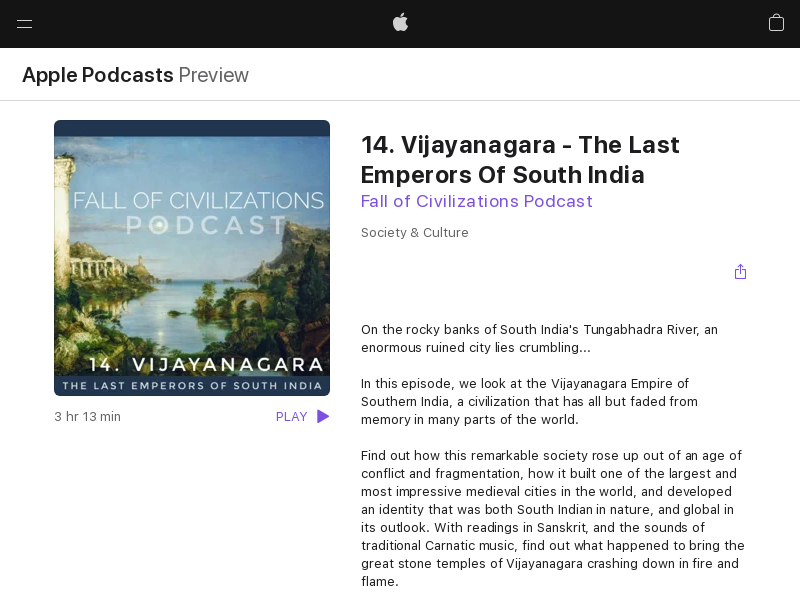 Apple Podcasts Preview
FALL OF CIVILIZATIONS
PODCAST
14. VIJAYANAGARA
THE LAST EMPERORS OF SOUTH INDIA
3 hr 13 min
PLAY
14. Vijayanagara - The Last
Emperors Of South India
Fall of Civilizations Podcast
Society & Culture
On the rocky banks of South India's Tungabhadra River, an
enormous ruined city lies crumbling...
In this episode, we look at the Vijayanagara Empire of
Southern India, a civilization that has all but faded from
memory in many parts of the world.
Find out how this remarkable society rose up out of an age of
conflict and fragmentation, how it built one of the largest and
most impressive medieval cities in the world, and developed
an identity that was both South Indian in nature, and global in
its outlook. With readings in Sanskrit, and the sounds of
traditional Carnatic music, find out what happened to bring the
great stone temples of Vijayanagara crashing down in fire and
flame.